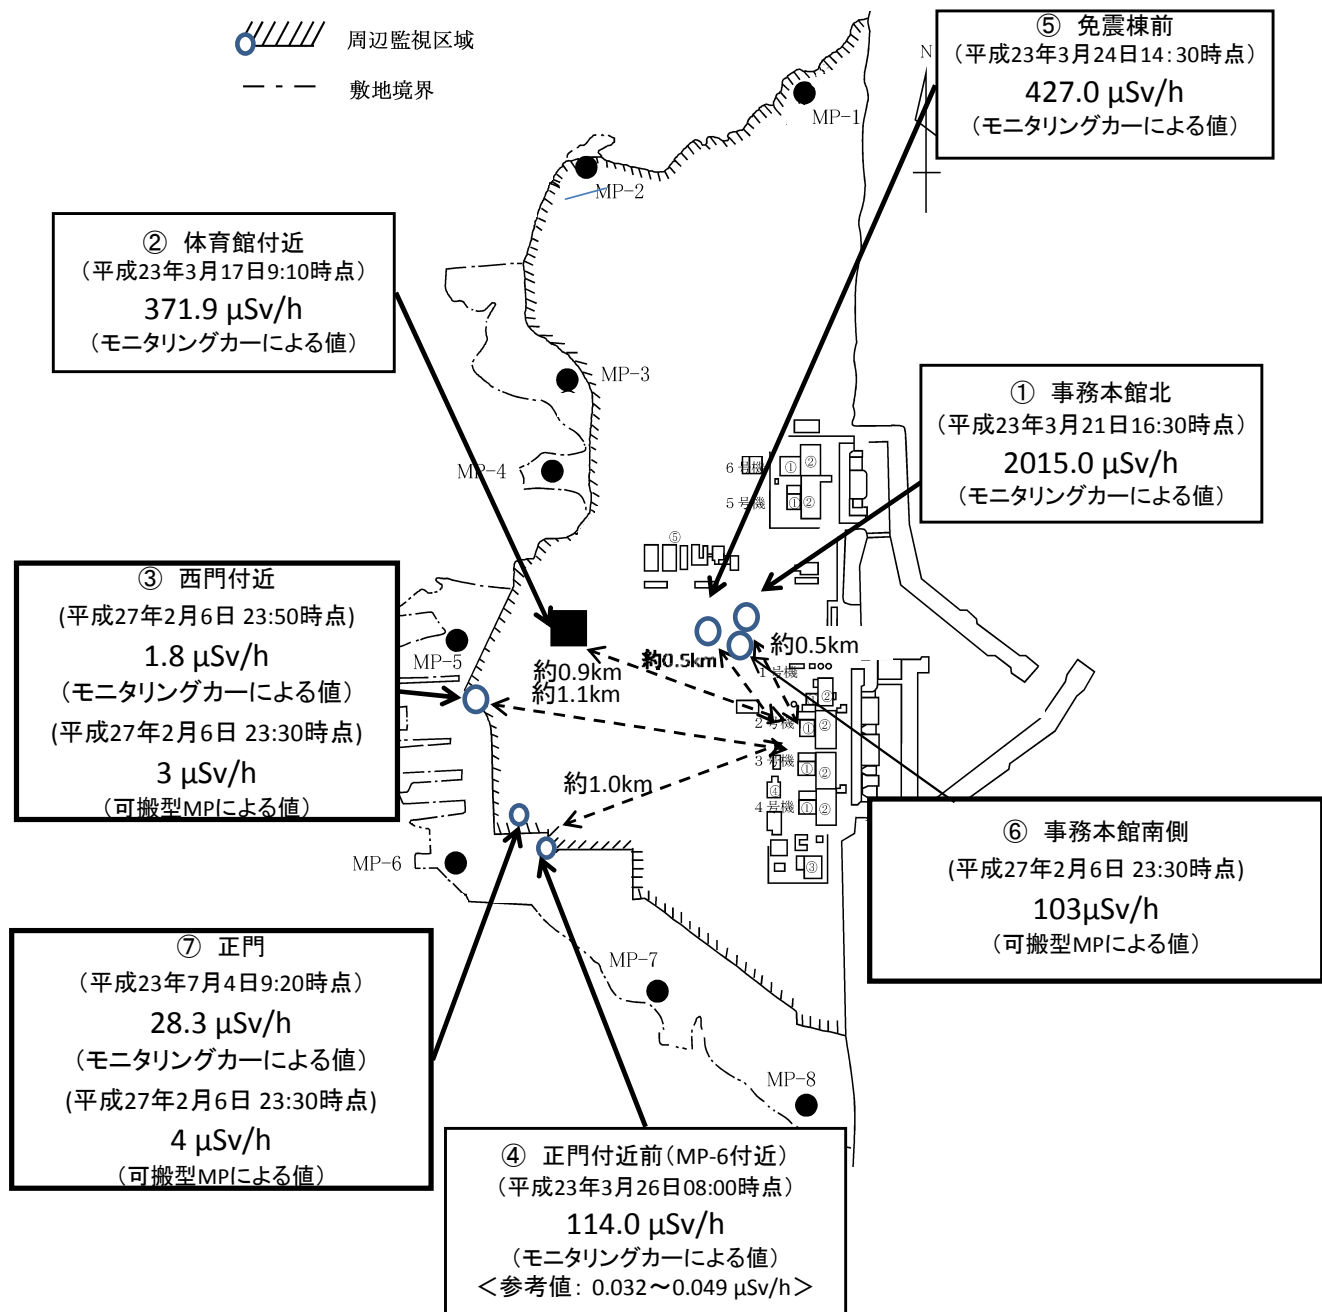 周辺監視区域
敷地境界
⑤ 免震棟前
（平成23年3月24日14:30時点）
427.0 μSv/h
（モニタリングカーによる値）
N
MP-1
MP-2
② 体育館付近
（平成23年3月17日9:10時点）
371.9 μSv/h
（モニタリングカーによる値）
MP-3
MP-4
① 事務本館北
（平成23年3月21日16:30時点）
2015.0 μSv/h
（モニタリングカーによる値）
6号機
①
②
5号機
①
②
⑤
③ 西門付近
(平成27年2月6日 23:50時点)
1.8 μSv/h
（モニタリングカーによる値）
(平成27年2月6日 23:30時点)
3 μSv/h
（可搬型MPによる値）
MP-5
約0.9km
約1.1km
約0.5km
約0.5km
1号機
②
2号機
①
②
3号機
①
②
④
4号機
①
②
③
約1.0km
MP-6
⑥ 事務本館南側
(平成27年2月6日 23:30時点)
103μSv/h
（可搬型MPによる値）
⑦ 正門
（平成23年7月4日9:20時点）
28.3 μSv/h
（モニタリングカーによる値）
(平成27年2月6日 23:30時点)
4 μSv/h
（可搬型MPによる値）
MP-7
MP-8
④ 正門付近前（MP-6付近）
（平成23年3月26日08:00時点）
114.0 μSv/h
（モニタリングカーによる値）
＜参考値： 0.032～0.049 μSv/h＞